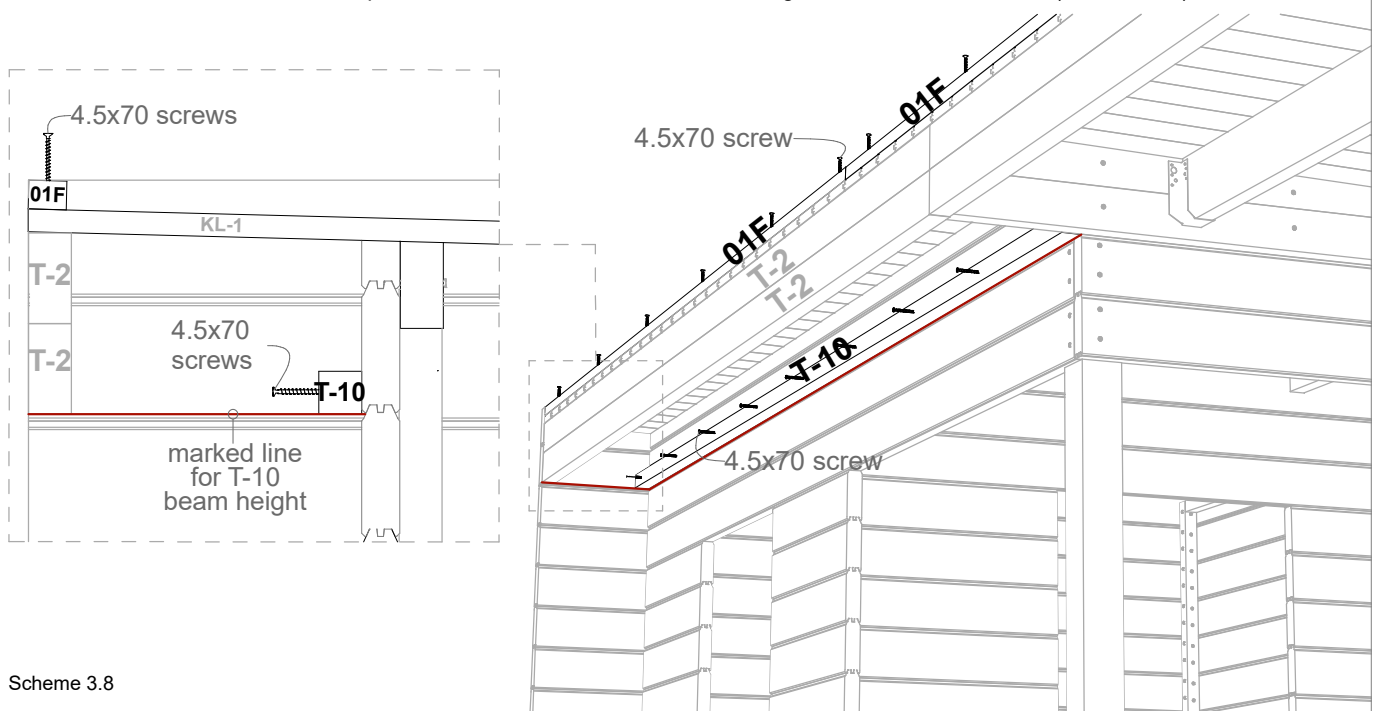 4.5x70 screws
01F
KL-1
T-2
T-2
4.5x70
screws
T-10
marked line
for T-10
beam height
4.5x70 screw
01F
01F
T-2
T-2
T-10
4.5x70 screw
Scheme 3.8